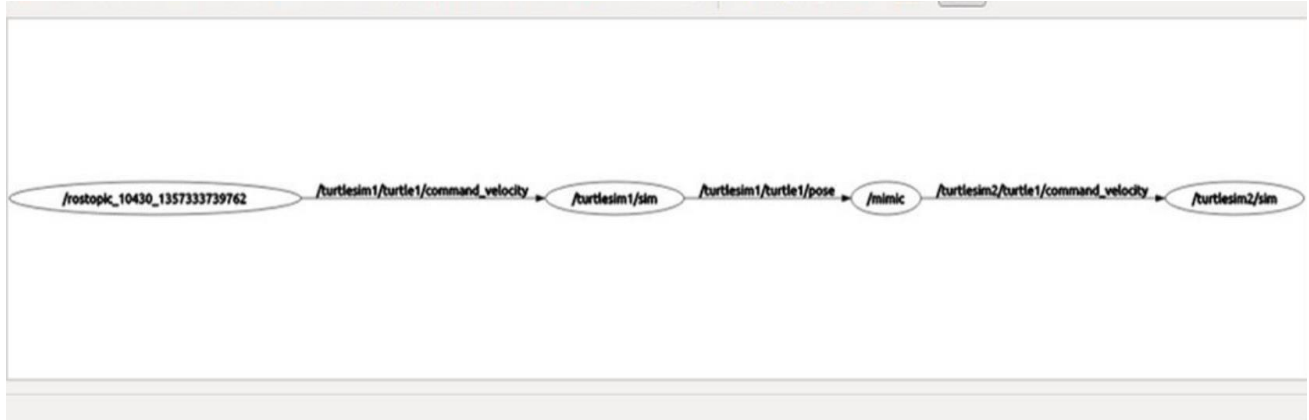 /rostopic_10430_1357333739762
/turtlesim1/turtle1/command_velocity
/turtlesim1/sim
/turtlesim1/turtle1/pose
/mimic
/turtlesim2/turtle1/command_velocity
/turtlesim2/sim